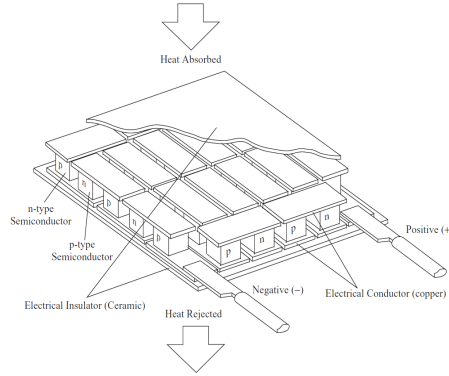 Heat Absorbed
p
n
p
n
p
p
n
p
n
n-type
Semiconductor
p-type
Semiconductor
Positive (+
Negative (−)
Electrical Insulator (Ceramic)
Electrical Conductor (copper)
Heat Rejected